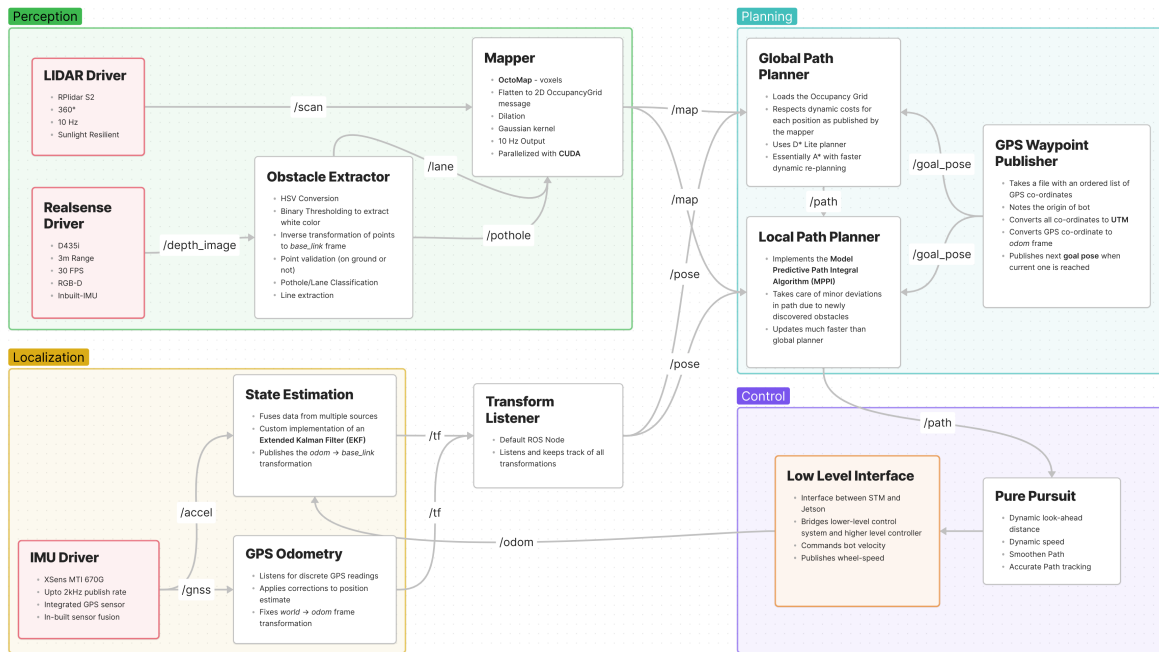 Perception
LIDAR Driver
RPlidar S2
360°
10 Hz
Sunlight Resilient
/scan
Mapper
OctoMap - voxels
Flatten to 2D OccupancyGrid
message
Dilation
Gaussian kernel
10 Hz Output
Parallelized with CUDA
Realsense
Driver
D435i
3m Range
30 FPS
RGB-D
Inbuilt-IMU
/depth_image
Obstacle Extractor
HSV Conversion
Binary Thresholding to extract
white color
Inverse transformation of points
to base_link frame
Point validation (on ground or
not)
Pothole/Lane Classification
Line extraction
/lane
/pothole
/map
/map
/pose
/pose
Planning
Global Path
Planner
Loads the Occupancy Grid
Respects dynamic costs for
each position as published by
the mapper
Uses D* Lite planner
Essentially A* with faster
dynamic re-planning
/path
Local Path Planner
Implements the Model
Predictive Path Integral
Algorithm (MPPI)
Takes care of minor deviations
in path due to newly
discovered obstacles
Updates much faster than
global planner
/goal_pose
/goal_pose
GPS Waypoint
Publisher
Takes a file with an ordered list of
GPS co-ordinates
Notes the origin of bot
Converts all co-ordinates to UTM
Converts GPS co-ordinate to
odom frame
Publishes next goal pose when
current one is reached
Localization
State Estimation
Fuses data from multiple sources
Custom implementation of an
Extended Kalman Filter (EKF)
Publishes the odom → base_link
transformation
/accel
IMU Driver
XSens MTI 670G
Upto 2kHz publish rate
Integrated GPS sensor
In-built sensor fusion
/gnss
GPS Odometry
Listens for discrete GPS readings
Applies corrections to position
estimate
Fixes world → odom frame
transformation
/tf
/tf
Transform
Listener
Default ROS Node
Listens and keeps track of all
transformations
/odom
Control
/path
Low Level Interface
Interface between STM and
Jetson
Bridges lower-level control
system and higher level controller
Commands bot velocity
Publishes wheel-speed
Pure Pursuit
Dynamic look-ahead
distance
Dynamic speed
Smoothen Path
Accurate Path tracking